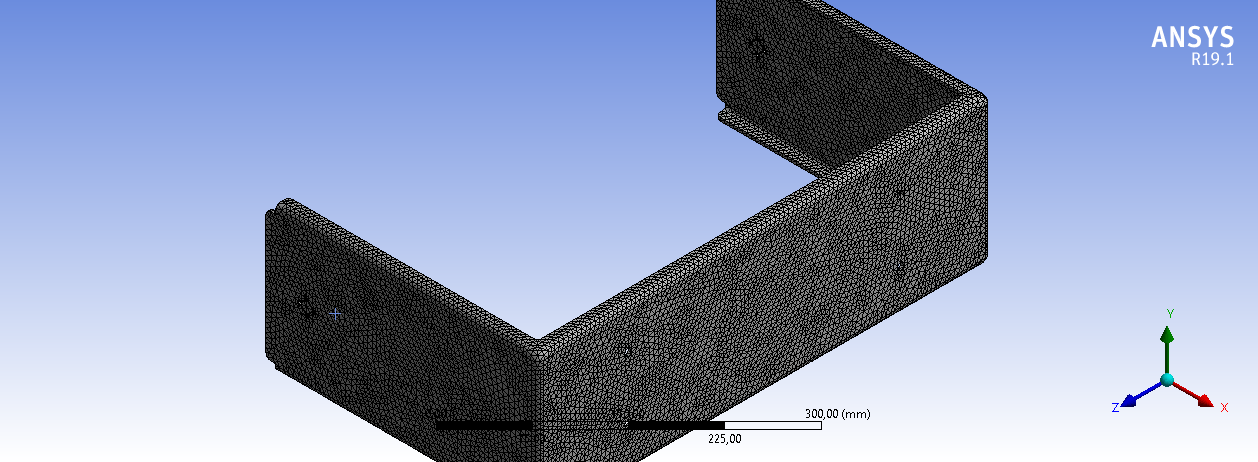 ANSYS
R19.1
Y
Z
X
300,00 (mm)
225,00